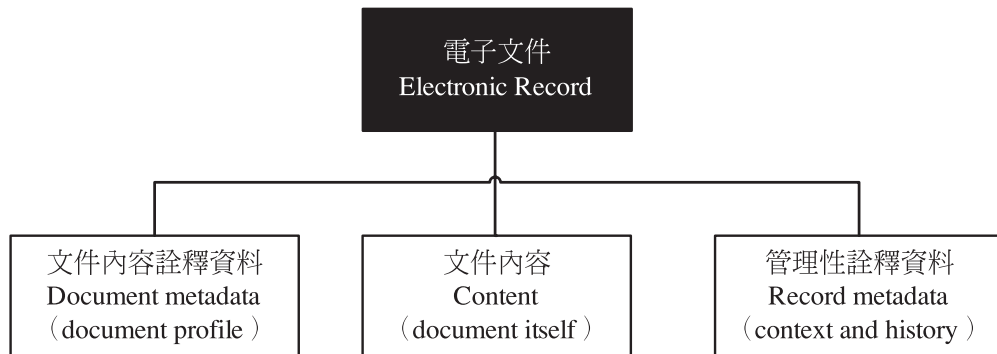 電子文件
Electronic Record
文件內容詮釋資料
Document metadata
（document profile）
文件內容
Content
（document itself）
管理性詮釋資料
Record metadata
（context and history）